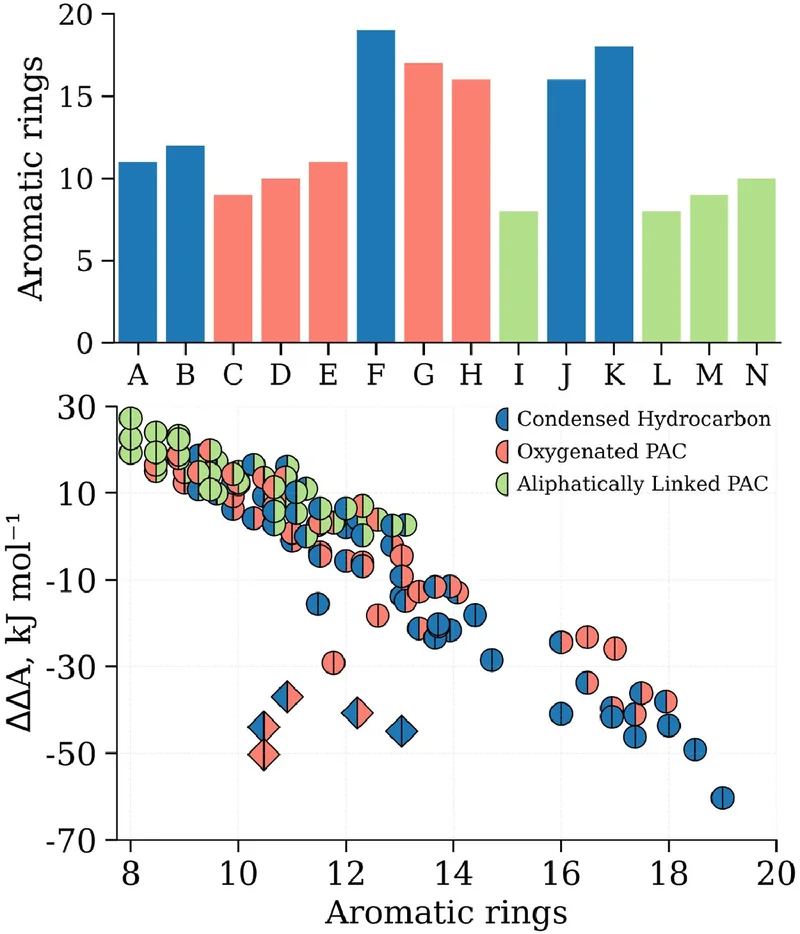 Aromatic rings
20
15
10
5
0
A B C D E F G H I J K L M N
ΔΔA, kJ mol⁻¹
30
10
-10
-30
-50
-70
Condensed Hydrocarbon
Oxygenated PAC
Aliphatically Linked PAC
8 10 12 14 16 18 20
Aromatic rings